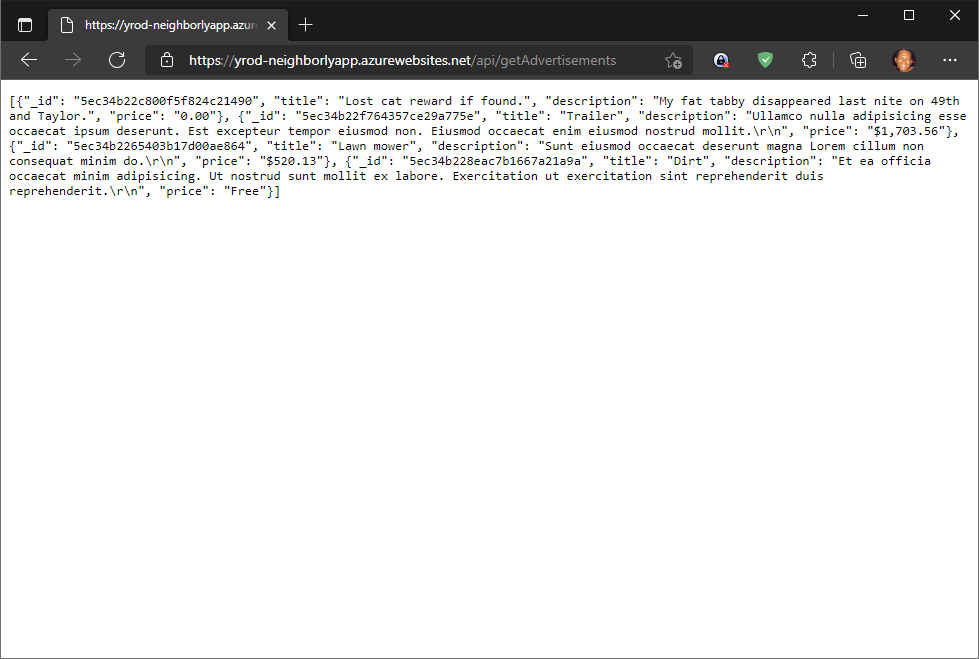 https://yrod-neighborlyapp.azur
https://yrod-neighborlyapp.azurewebsites.net/api/getAdvertisements
[{"_id": "5ec34b22c800f5f824c21490", "title": "Lost cat reward if found.", "description": "My fat tabby disappeared last nite on 49th
and Taylor.", "price": "0.00"}, {"_id": "5ec34b22f764357ce29a775e", "title": "Trailer", "description": "Ullamco nulla adipisicing esse
occaecat ipsum deserunt. Est excepteur tempor eiusmod non. Eiusmod occaecat enim eiusmod nostrud mollit.\r\n", "price": "$1,703.56"},
{"_id": "5ec34b2265403b17d00ae864", "title": "Lawn mower", "description": "Sunt eiusmod occaecat deserunt magna Lorem cillum non
consequat minim do.\r\n", "price": "$520.13"}, {"_id": "5ec34b228eac7b1667a21a9a", "title": "Dirt", "description": "Et ea officia
occaecat minim adipisicing. Ut nostrud sunt mollit ex labore. Exercitation ut exercitation sint reprehenderit duis
reprehenderit.\r\n", "price": "Free"}]